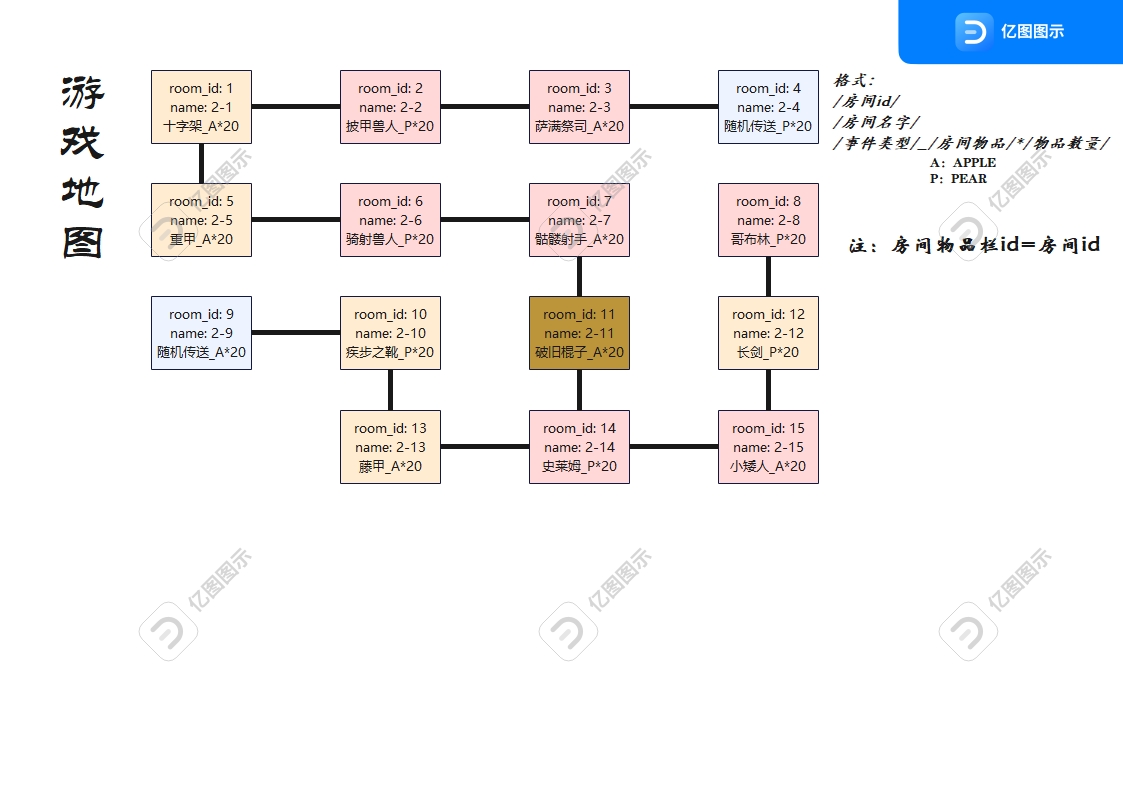 亿图图示
游戏地图
格式：
/房间id/
/房间名字/
/事件类型/_/房间物品/*/物品数量/
A：APPLE
P：PEAR
注：房间物品栏id=房间id
room_id: 1
name: 2-1
十字架_A*20
room_id: 2
name: 2-2
披甲兽人_P*20
room_id: 3
name: 2-3
萨满祭司_A*20
room_id: 4
name: 2-4
随机传送_P*20
room_id: 5
name: 2-5
重甲_A*20
room_id: 6
name: 2-6
骑射兽人_P*20
room_id: 7
name: 2-7
骷髅射手_A*20
room_id: 8
name: 2-8
哥布林_P*20
room_id: 9
name: 2-9
随机传送_A*20
room_id: 10
name: 2-10
疾步之靴_P*20
room_id: 11
name: 2-11
破旧棍子_A*20
room_id: 12
name: 2-12
长剑_P*20
room_id: 13
name: 2-13
藤甲_A*20
room_id: 14
name: 2-14
史莱姆_P*20
room_id: 15
name: 2-15
小矮人_A*20
亿图图示
亿图图示
亿图图示
亿图图示
亿图图示
亿图图示